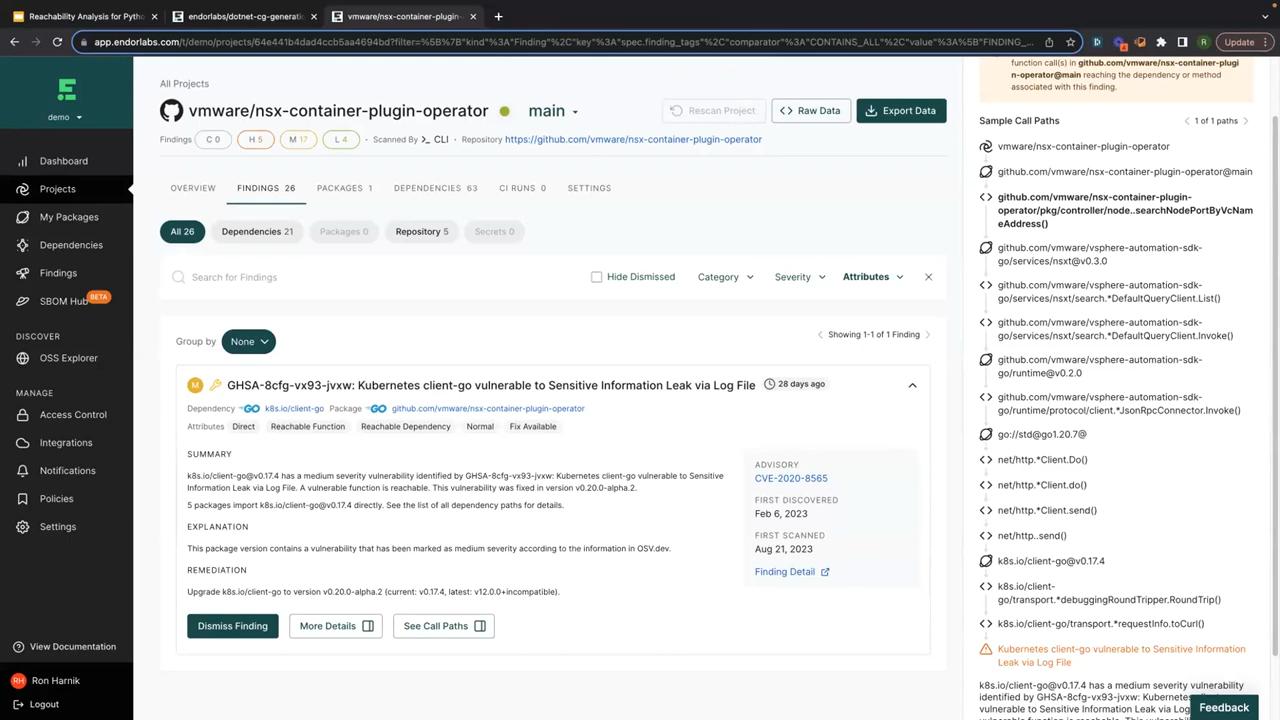 Reachability Analysis for Pyth
endorlabs/dotnet-cg-generatio
vmware/nsx-container-plugin-
app.endorlabs.com/t/demo/projects/64e441b4dad4ccb5aa4694bd?filter=%5B%7B"kind"%3A"Finding"%2C"key"%3A"spec.finding_tags"%2C"comparator"%3A"CONTAINS_ALL"%2C"value"%3A%5B"FINDING_...
Update
demo
Dashboard
Projects
My Packages
Dependencies
Findings
SBOM Hub BETA
DISCOVER
OSS Explorer
MANAGE
Access Control
Integrations
Notifications
Policies
Settings
View Documentation
RH Ron Harnik
Logout
All Projects
vmware/nsx-container-plugin-operator main
Rescan Project
Raw Data
Export Data
Findings C 0 H 5 M 17 L 4 Scanned By >_ CLI Repository https://github.com/vmware/nsx-container-plugin-operator
OVERVIEW FINDINGS 26 PACKAGES 1 DEPENDENCIES 63 CI RUNS 0 SETTINGS
All 26 Dependencies 21 Packages 0 Repository 5 Secrets 0
Search for Findings Hide Dismissed Category Severity Attributes
Group by None Showing 1-1 of 1 Finding
M GHSA-8cfg-vx93-jvxw: Kubernetes client-go vulnerable to Sensitive Information Leak via Log File 28 days ago
Dependency GO k8s.io/client-go Package GO github.com/vmware/nsx-container-plugin-operator
Attributes Direct Reachable Function Reachable Dependency Normal Fix Available
SUMMARY
k8s.io/client-go@v0.17.4 has a medium severity vulnerability identified by GHSA-8cfg-vx93-jvxw: Kubernetes client-go vulnerable to Sensitive
Information Leak via Log File. A vulnerable function is reachable. This vulnerability was fixed in version v0.20.0-alpha.2.
5 packages import k8s.io/client-go@v0.17.4 directly. See the list of all dependency paths for details.
EXPLANATION
This package version contains a vulnerability that has been marked as medium severity according to the information in OSV.dev.
REMEDIATION
Upgrade k8s.io/client-go to version v0.20.0-alpha.2 (current: v0.17.4, latest: v12.0.0+incompatible).
Dismiss Finding More Details See Call Paths
ADVISORY
CVE-2020-8565
FIRST DISCOVERED
Feb 6, 2023
FIRST SCANNED
Aug 21, 2023
Finding Detail
function call(s) in github.com/vmware/nsx-container-plugi
n-operator@main reaching the dependency or method
associated with this finding.
Sample Call Paths 1 of 1 paths
vmware/nsx-container-plugin-operator
github.com/vmware/nsx-container-plugin-operator@main
github.com/vmware/nsx-container-plugin-
operator/pkg/controller/node..searchNodePortByVcNam
eAddress()
github.com/vmware/vsphere-automation-sdk-
go/services/nsxt@v0.3.0
github.com/vmware/vsphere-automation-sdk-
go/services/nsxt/search.*DefaultQueryClient.List()
github.com/vmware/vsphere-automation-sdk-
go/services/nsxt/search.*DefaultQueryClient.Invoke()
github.com/vmware/vsphere-automation-sdk-
go/runtime@v0.2.0
github.com/vmware/vsphere-automation-sdk-
go/runtime/protocol/client.*JsonRpcConnector.Invoke()
go://std@go1.20.7@
net/http.*Client.Do()
net/http.*Client.do()
net/http.*Client.send()
net/http..send()
k8s.io/client-go@v0.17.4
k8s.io/client-
go/transport.*debuggingRoundTripper.RoundTrip()
k8s.io/client-go/transport.*requestInfo.toCurl()
Kubernetes client-go vulnerable to Sensitive Information
Leak via Log File
k8s.io/client-go@v0.17.4 has a medium severity vulnerability
identified by GHSA-8cfg-vx93-jvxw: Kubernetes client-go
vulnerable to Sensitive Information Leak via Log
Feedback